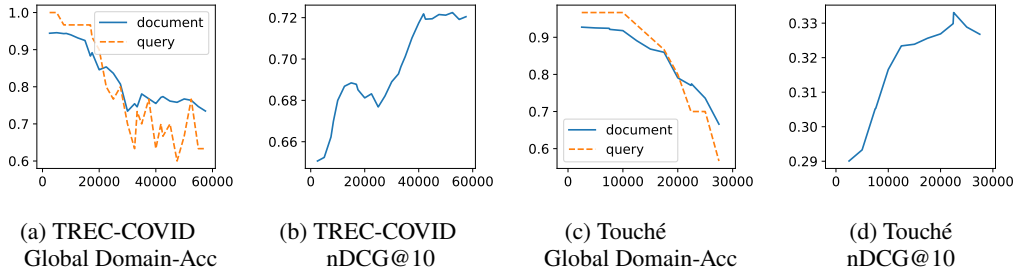 1.0
0.9
0.8
0.7
0.6
document
query
0 20000 40000 60000
(a) TREC-COVID
Global Domain-Acc
0.72
0.70
0.68
0.66
0 20000 40000 60000
(b) TREC-COVID
nDCG@10
0.9
0.8
0.7
0.6
document
query
0 10000 20000 30000
(c) Touché
Global Domain-Acc
0.33
0.32
0.31
0.30
0.29
0 10000 20000 30000
(d) Touché
nDCG@10